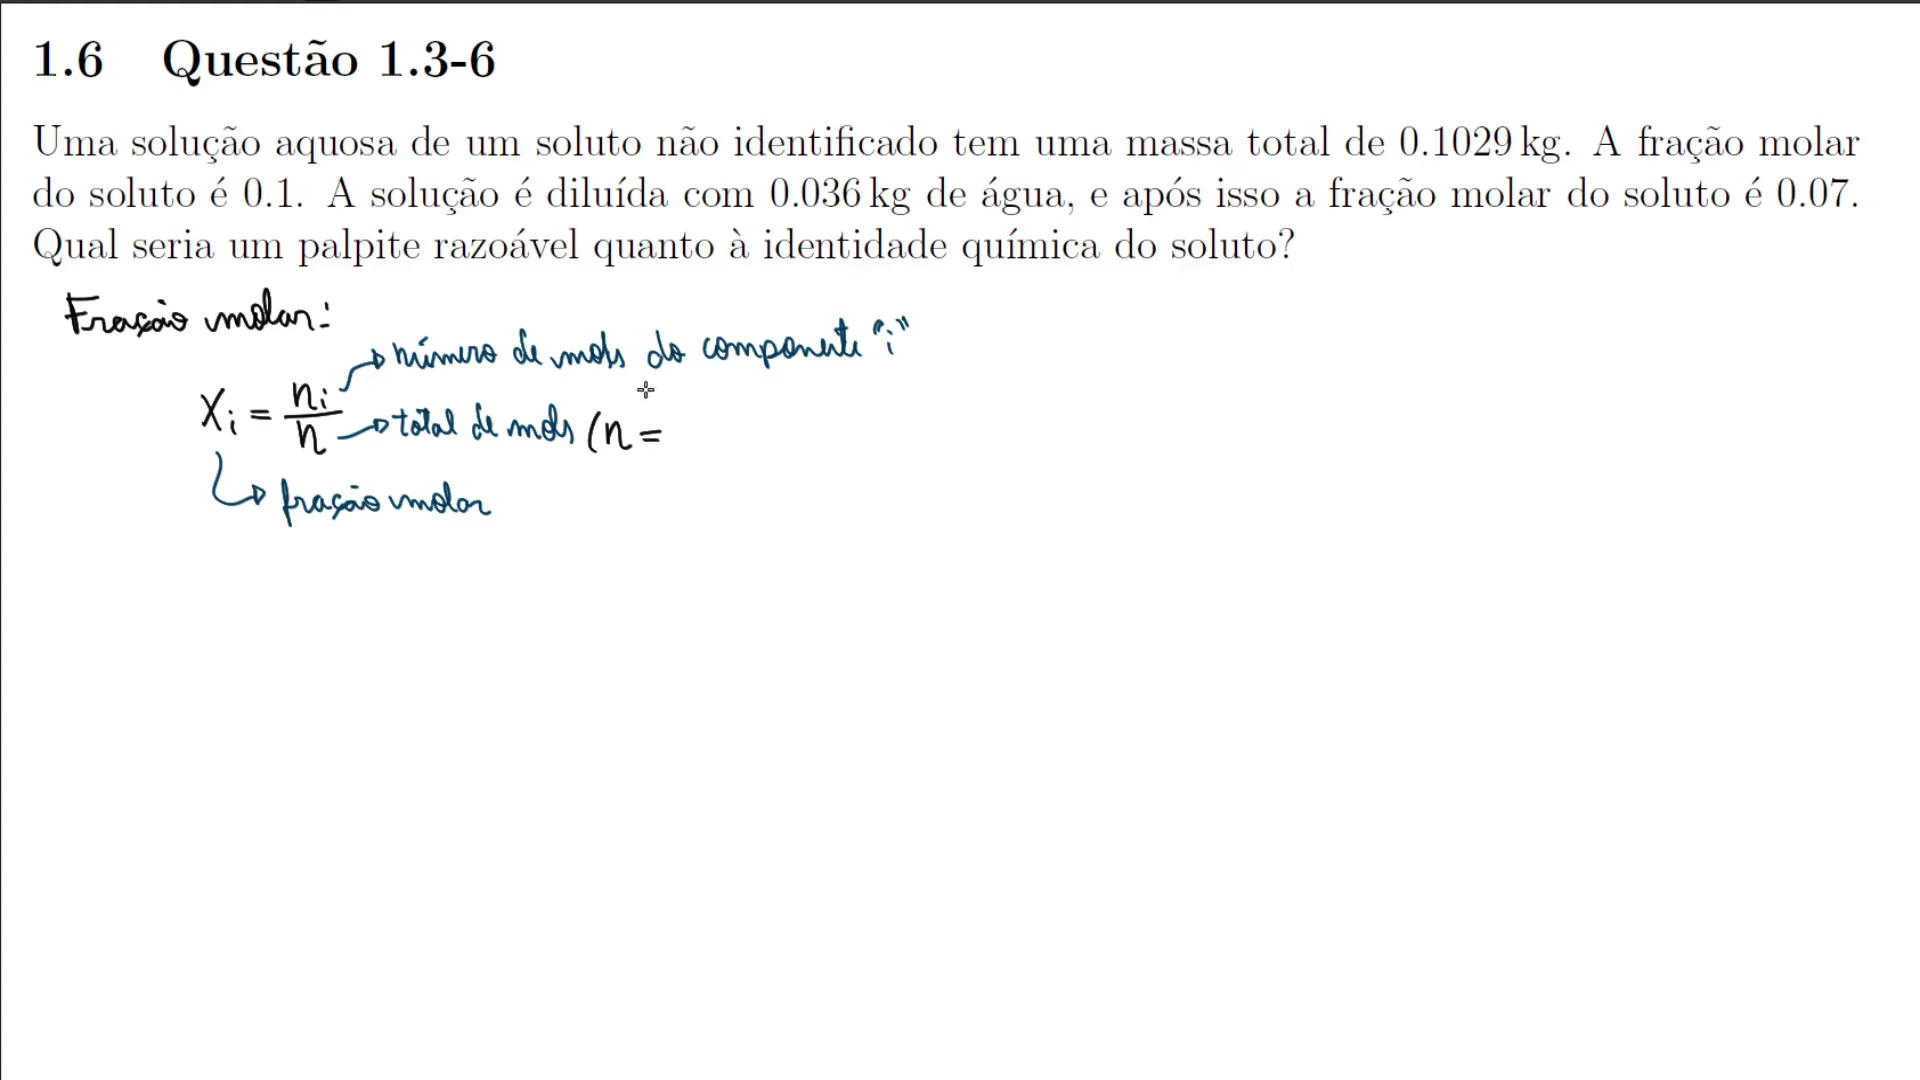 1.6 Questão 1.3-6
Uma solução aquosa de um soluto não identificado tem uma massa total de 0.1029 kg. A fração molar
do soluto é 0.1. A solução é diluída com 0.036 kg de água, e após isso a fração molar do soluto é 0.07.
Qual seria um palpite razoável quanto à identidade química do soluto?
Fração molar:
número de mols do componente "i"
Xi = ni/n
total de mols (n =
fração molar